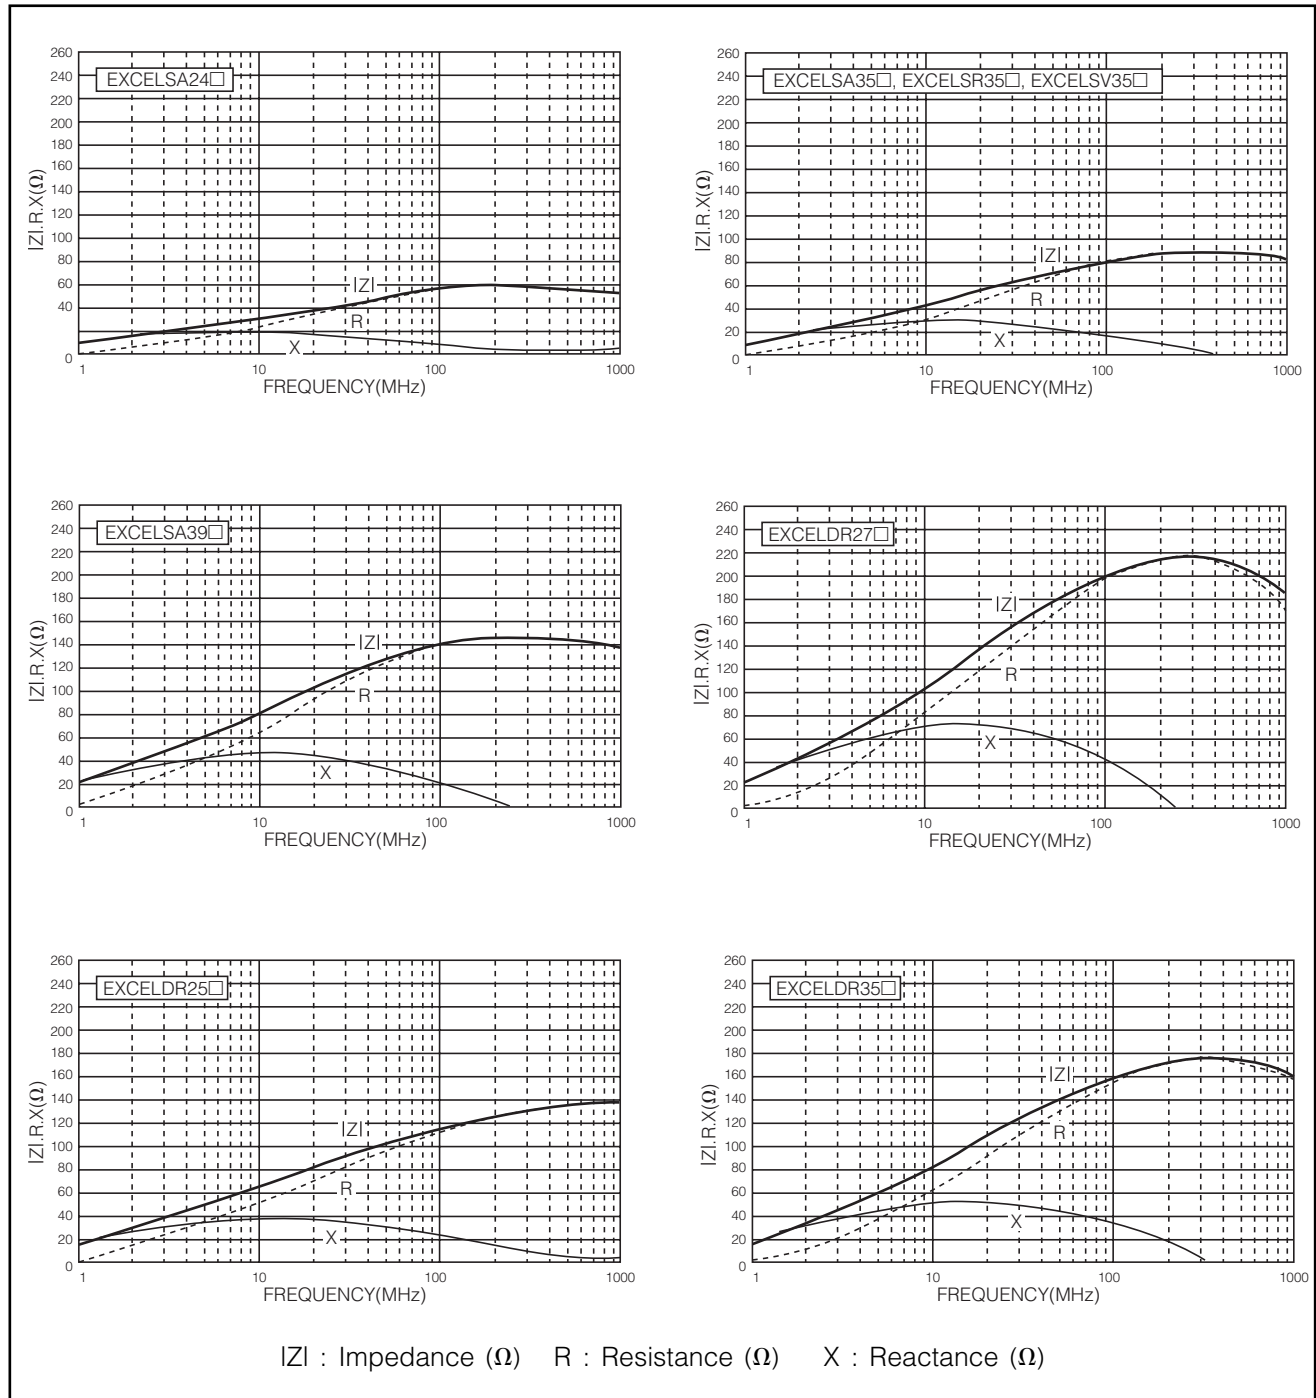 260
240
220
200
180
160
140
120
100
80
60
40
20
0
|Z|.R.X(Ω)
EXCELSA24□
|Z|
R
X
1 10 100 1000
FREQUENCY(MHz)
260
240
220
200
180
160
140
120
100
80
60
40
20
0
|Z|.R.X(Ω)
EXCELSA35□, EXCELSR35□, EXCELSV35□
|Z|
R
X
1 10 100 1000
FREQUENCY(MHz)
260
240
220
200
180
160
140
120
100
80
60
40
20
0
|Z|.R.X(Ω)
EXCELSA39□
|Z|
R
X
1 10 100 1000
FREQUENCY(MHz)
260
240
220
200
180
160
140
120
100
80
60
40
20
0
|Z|.R.X(Ω)
EXCELDR27□
|Z|
R
X
1 10 100 1000
FREQUENCY(MHz)
260
240
220
200
180
160
140
120
100
80
60
40
20
0
|Z|.R.X(Ω)
EXCELDR25□
|Z|
R
X
1 10 100 1000
FREQUENCY(MHz)
260
240
220
200
180
160
140
120
100
80
60
40
20
0
|Z|.R.X(Ω)
EXCELDR35□
|Z|
R
X
1 10 100 1000
FREQUENCY(MHz)
|Z| : Impedance (Ω) R : Resistance (Ω) X : Reactance (Ω)